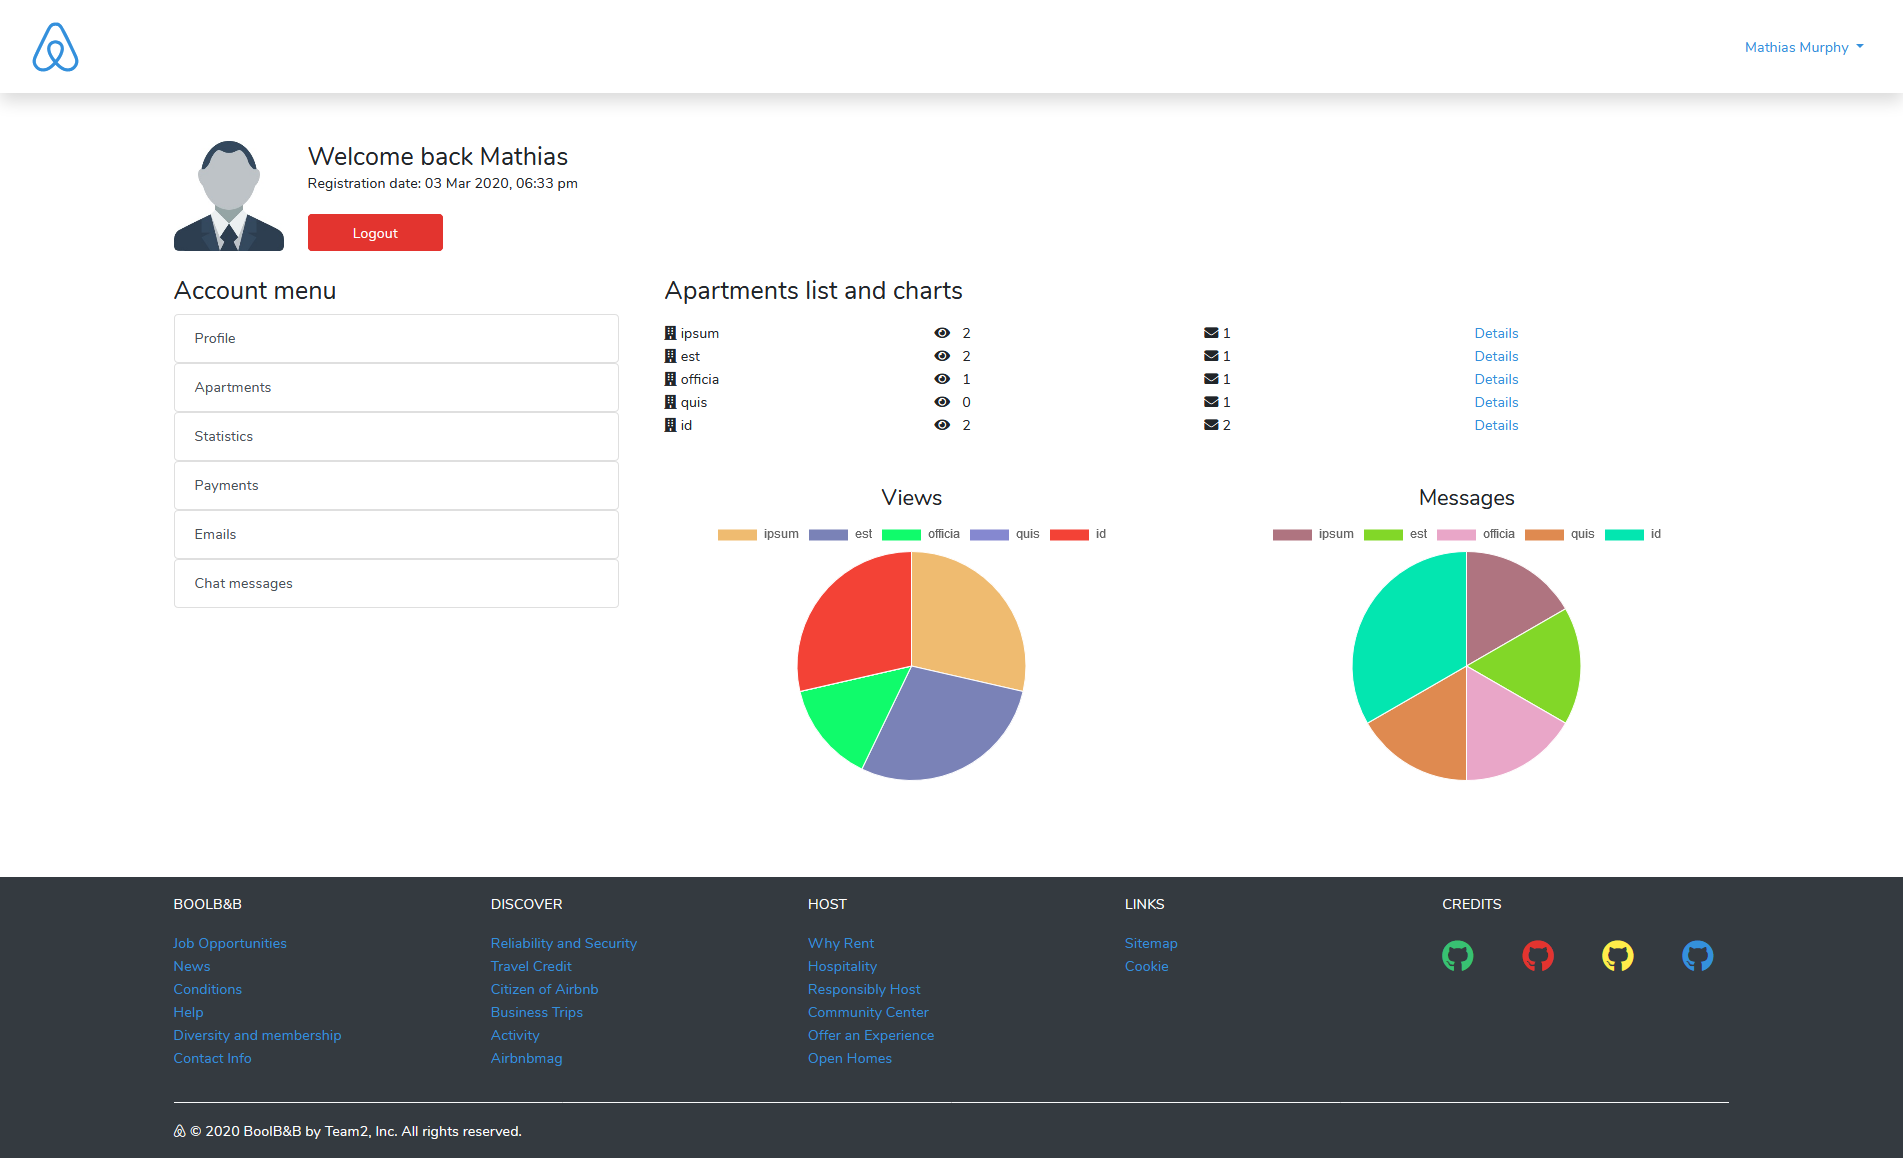 Mathias Murphy
Welcome back Mathias
Registration date: 03 Mar 2020, 06:33 pm
Logout
Account menu
Profile
Apartments
Statistics
Payments
Emails
Chat messages
Apartments list and charts
ipsum 2 1 Details
est 2 1 Details
officia 1 1 Details
quis 0 1 Details
id 2 2 Details
Views
ipsum est officia quis id
Messages
ipsum est officia quis id
BOOLB&B
Job Opportunities
News
Conditions
Help
Diversity and membership
Contact Info
DISCOVER
Reliability and Security
Travel Credit
Citizen of Airbnb
Business Trips
Activity
Airbnbmag
HOST
Why Rent
Hospitality
Responsibly Host
Community Center
Offer an Experience
Open Homes
LINKS
Sitemap
Cookie
CREDITS
© 2020 BoolB&B by Team2, Inc. All rights reserved.